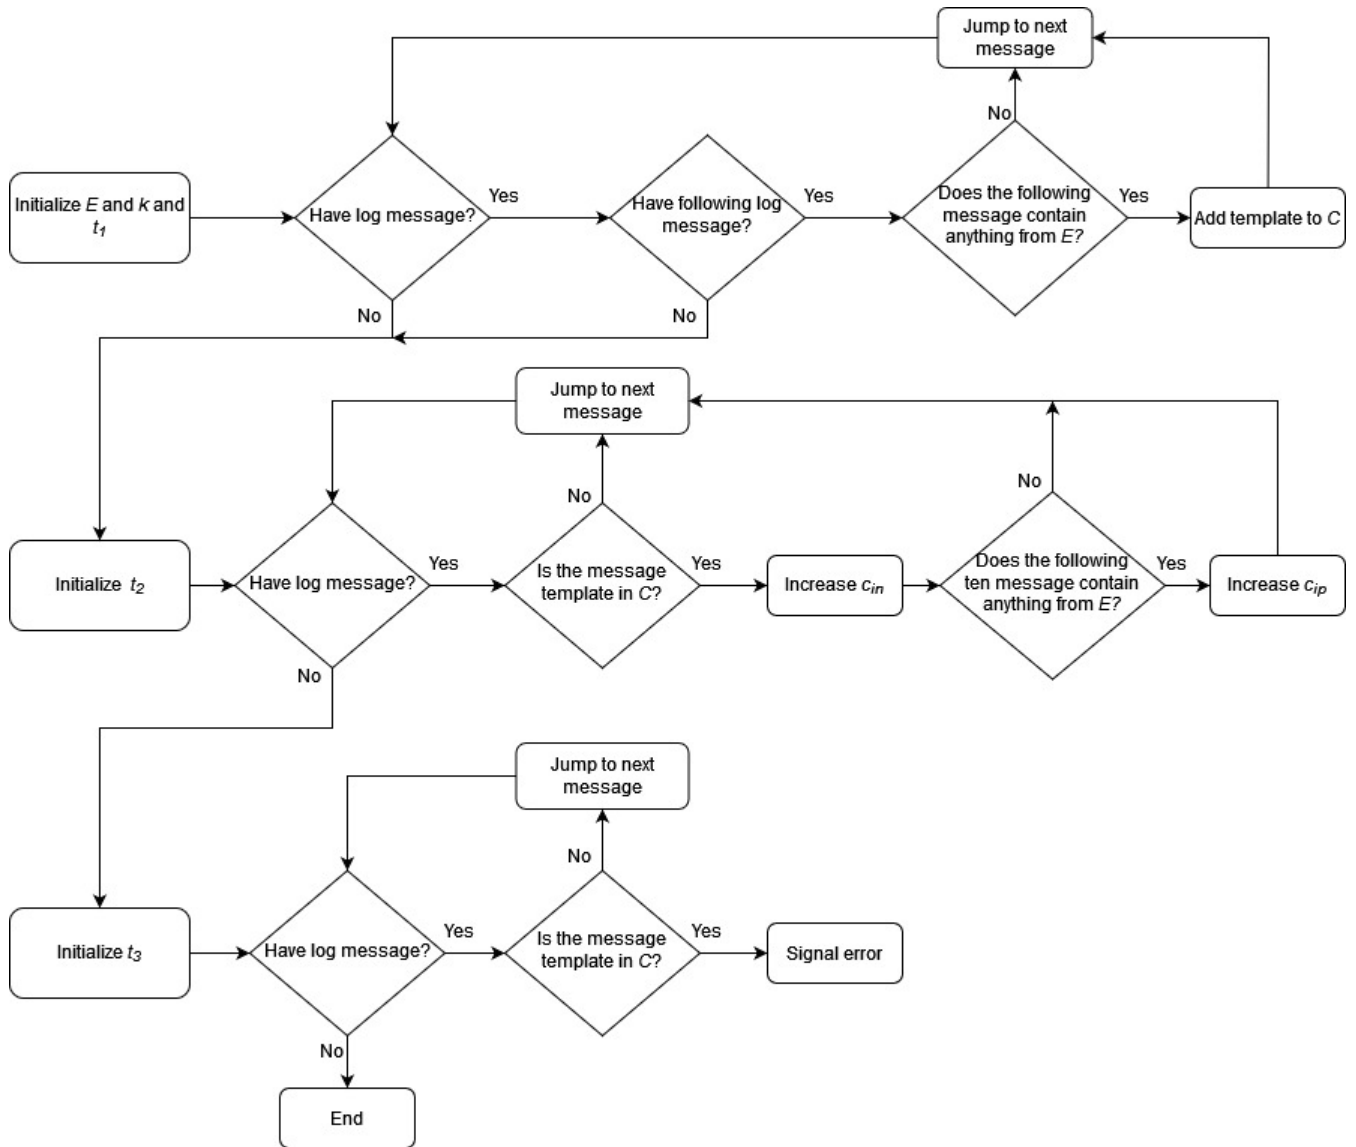 Jump to next
message
No
Initialize E and k and
t1
Have log message?
Yes
Have following log
message?
Yes
Does the following
message contain
anything from E?
Yes
Add template to C
No
No
Jump to next
message
No
No
Initialize t2
Have log message?
Yes
Is the message
template in C?
Yes
Increase cin
Does the following
ten message contain
anything from E?
Yes
Increase cip
No
Jump to next
message
No
Initialize t3
Have log message?
Yes
Is the message
template in C?
Yes
Signal error
No
End